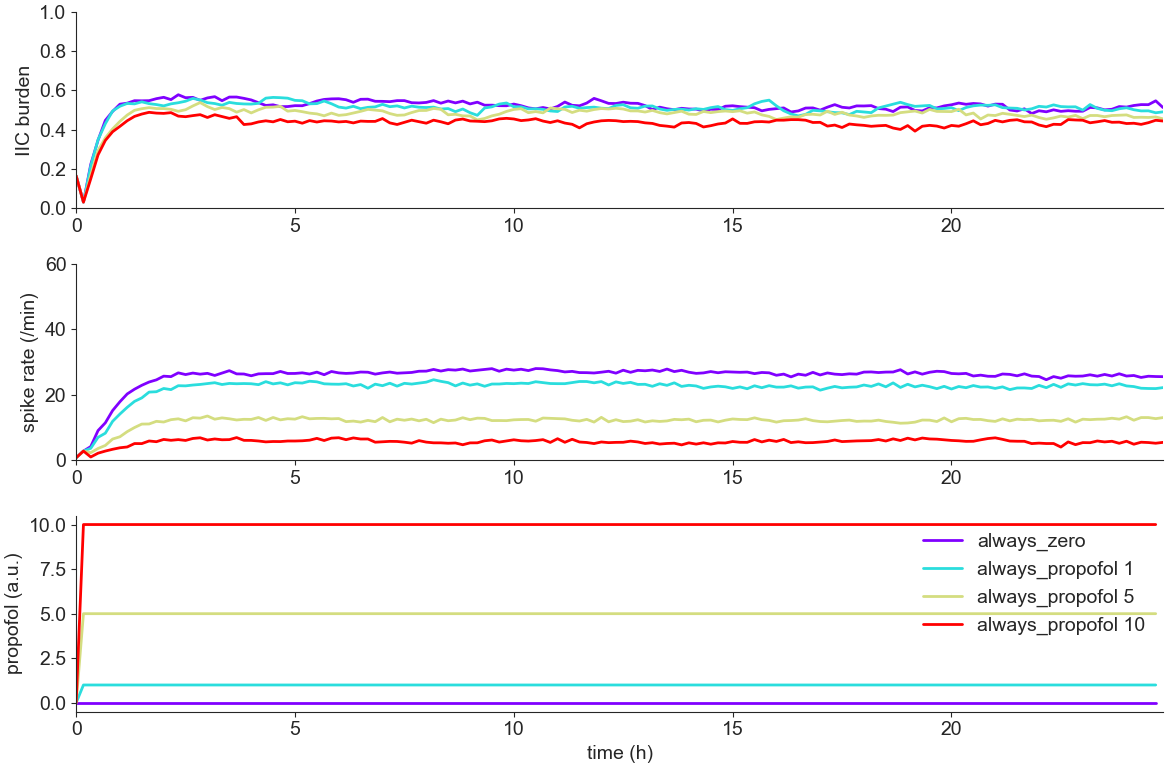 IIC burden
1.0
0.8
0.6
0.4
0.2
0.0
0 5 10 15 20
spike rate (/min)
60
40
20
0
0 5 10 15 20
propofol (a.u.)
10.0
7.5
5.0
2.5
0.0
always_zero
always_propofol 1
always_propofol 5
always_propofol 10
0 5 10 15 20
time (h)